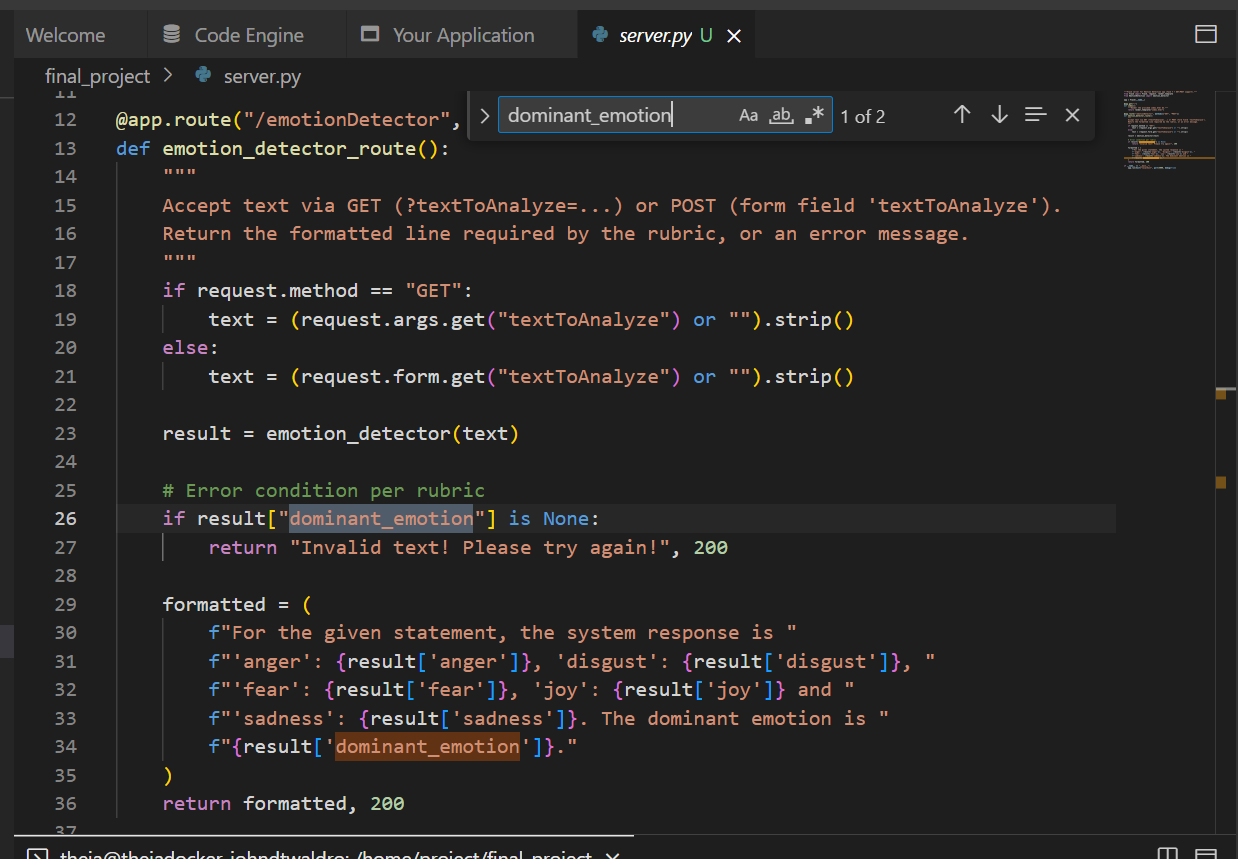 Welcome Code Engine Your Application server.py U
final_project > server.py
dominant_emotion Aa ab .* 1 of 2
11
12 @app.route("/emotionDetector",
13 def emotion_detector_route():
14 """
15 Accept text via GET (?textToAnalyze=...) or POST (form field 'textToAnalyze').
16 Return the formatted line required by the rubric, or an error message.
17 """
18 if request.method == "GET":
19 text = (request.args.get("textToAnalyze") or "").strip()
20 else:
21 text = (request.form.get("textToAnalyze") or "").strip()
22
23 result = emotion_detector(text)
24
25 # Error condition per rubric
26 if result["dominant_emotion"] is None:
27 return "Invalid text! Please try again!", 200
28
29 formatted = (
30 f"For the given statement, the system response is "
31 f"'anger': {result['anger']}, 'disgust': {result['disgust']}, "
32 f"'fear': {result['fear']}, 'joy': {result['joy']} and "
33 f"'sadness': {result['sadness']}. The dominant emotion is "
34 f"{result['dominant_emotion']}."
35 )
36 return formatted, 200
37
theia@theiadocker-johndtwaldro: /home/project/final_project